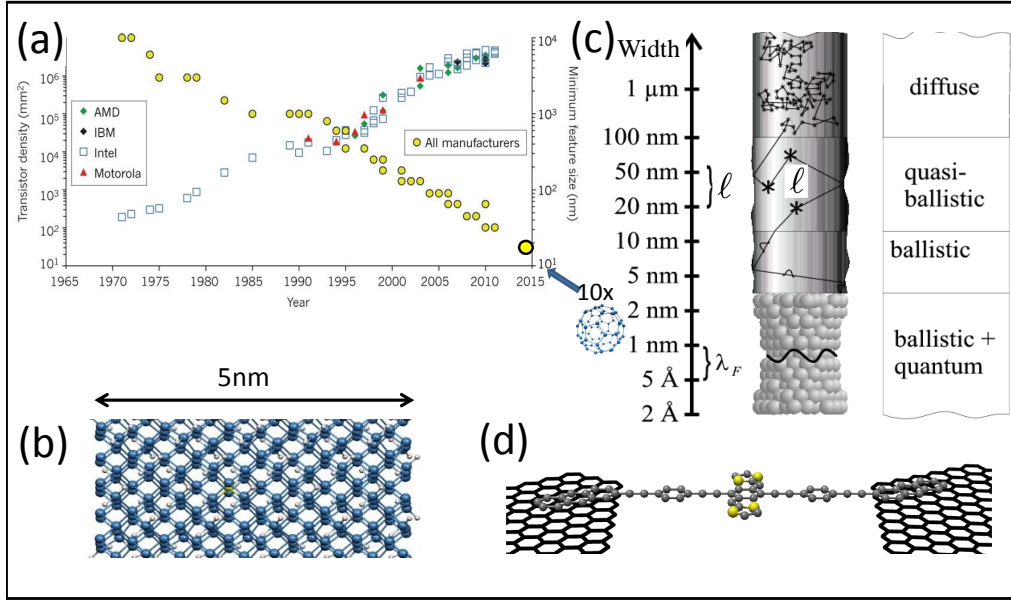 (a)
Transistor density (mm²)
10⁶
10⁵
10⁴
10³
10²
10¹
AMD
IBM
Intel
Motorola
All manufacturers
10⁴
10³
10²
10¹
Minimum feature size (nm)
1965 1970 1975 1980 1985 1990 1995 2000 2005 2010 2015
Year
10x
(b)
5nm
(c)
Width
1 μm
100 nm
50 nm
20 nm
10 nm
5 nm
2 nm
1 nm
5 Å
2 Å
ℓ
ℓ
λF
diffuse
quasi-
ballistic
ballistic
ballistic +
quantum
(d)